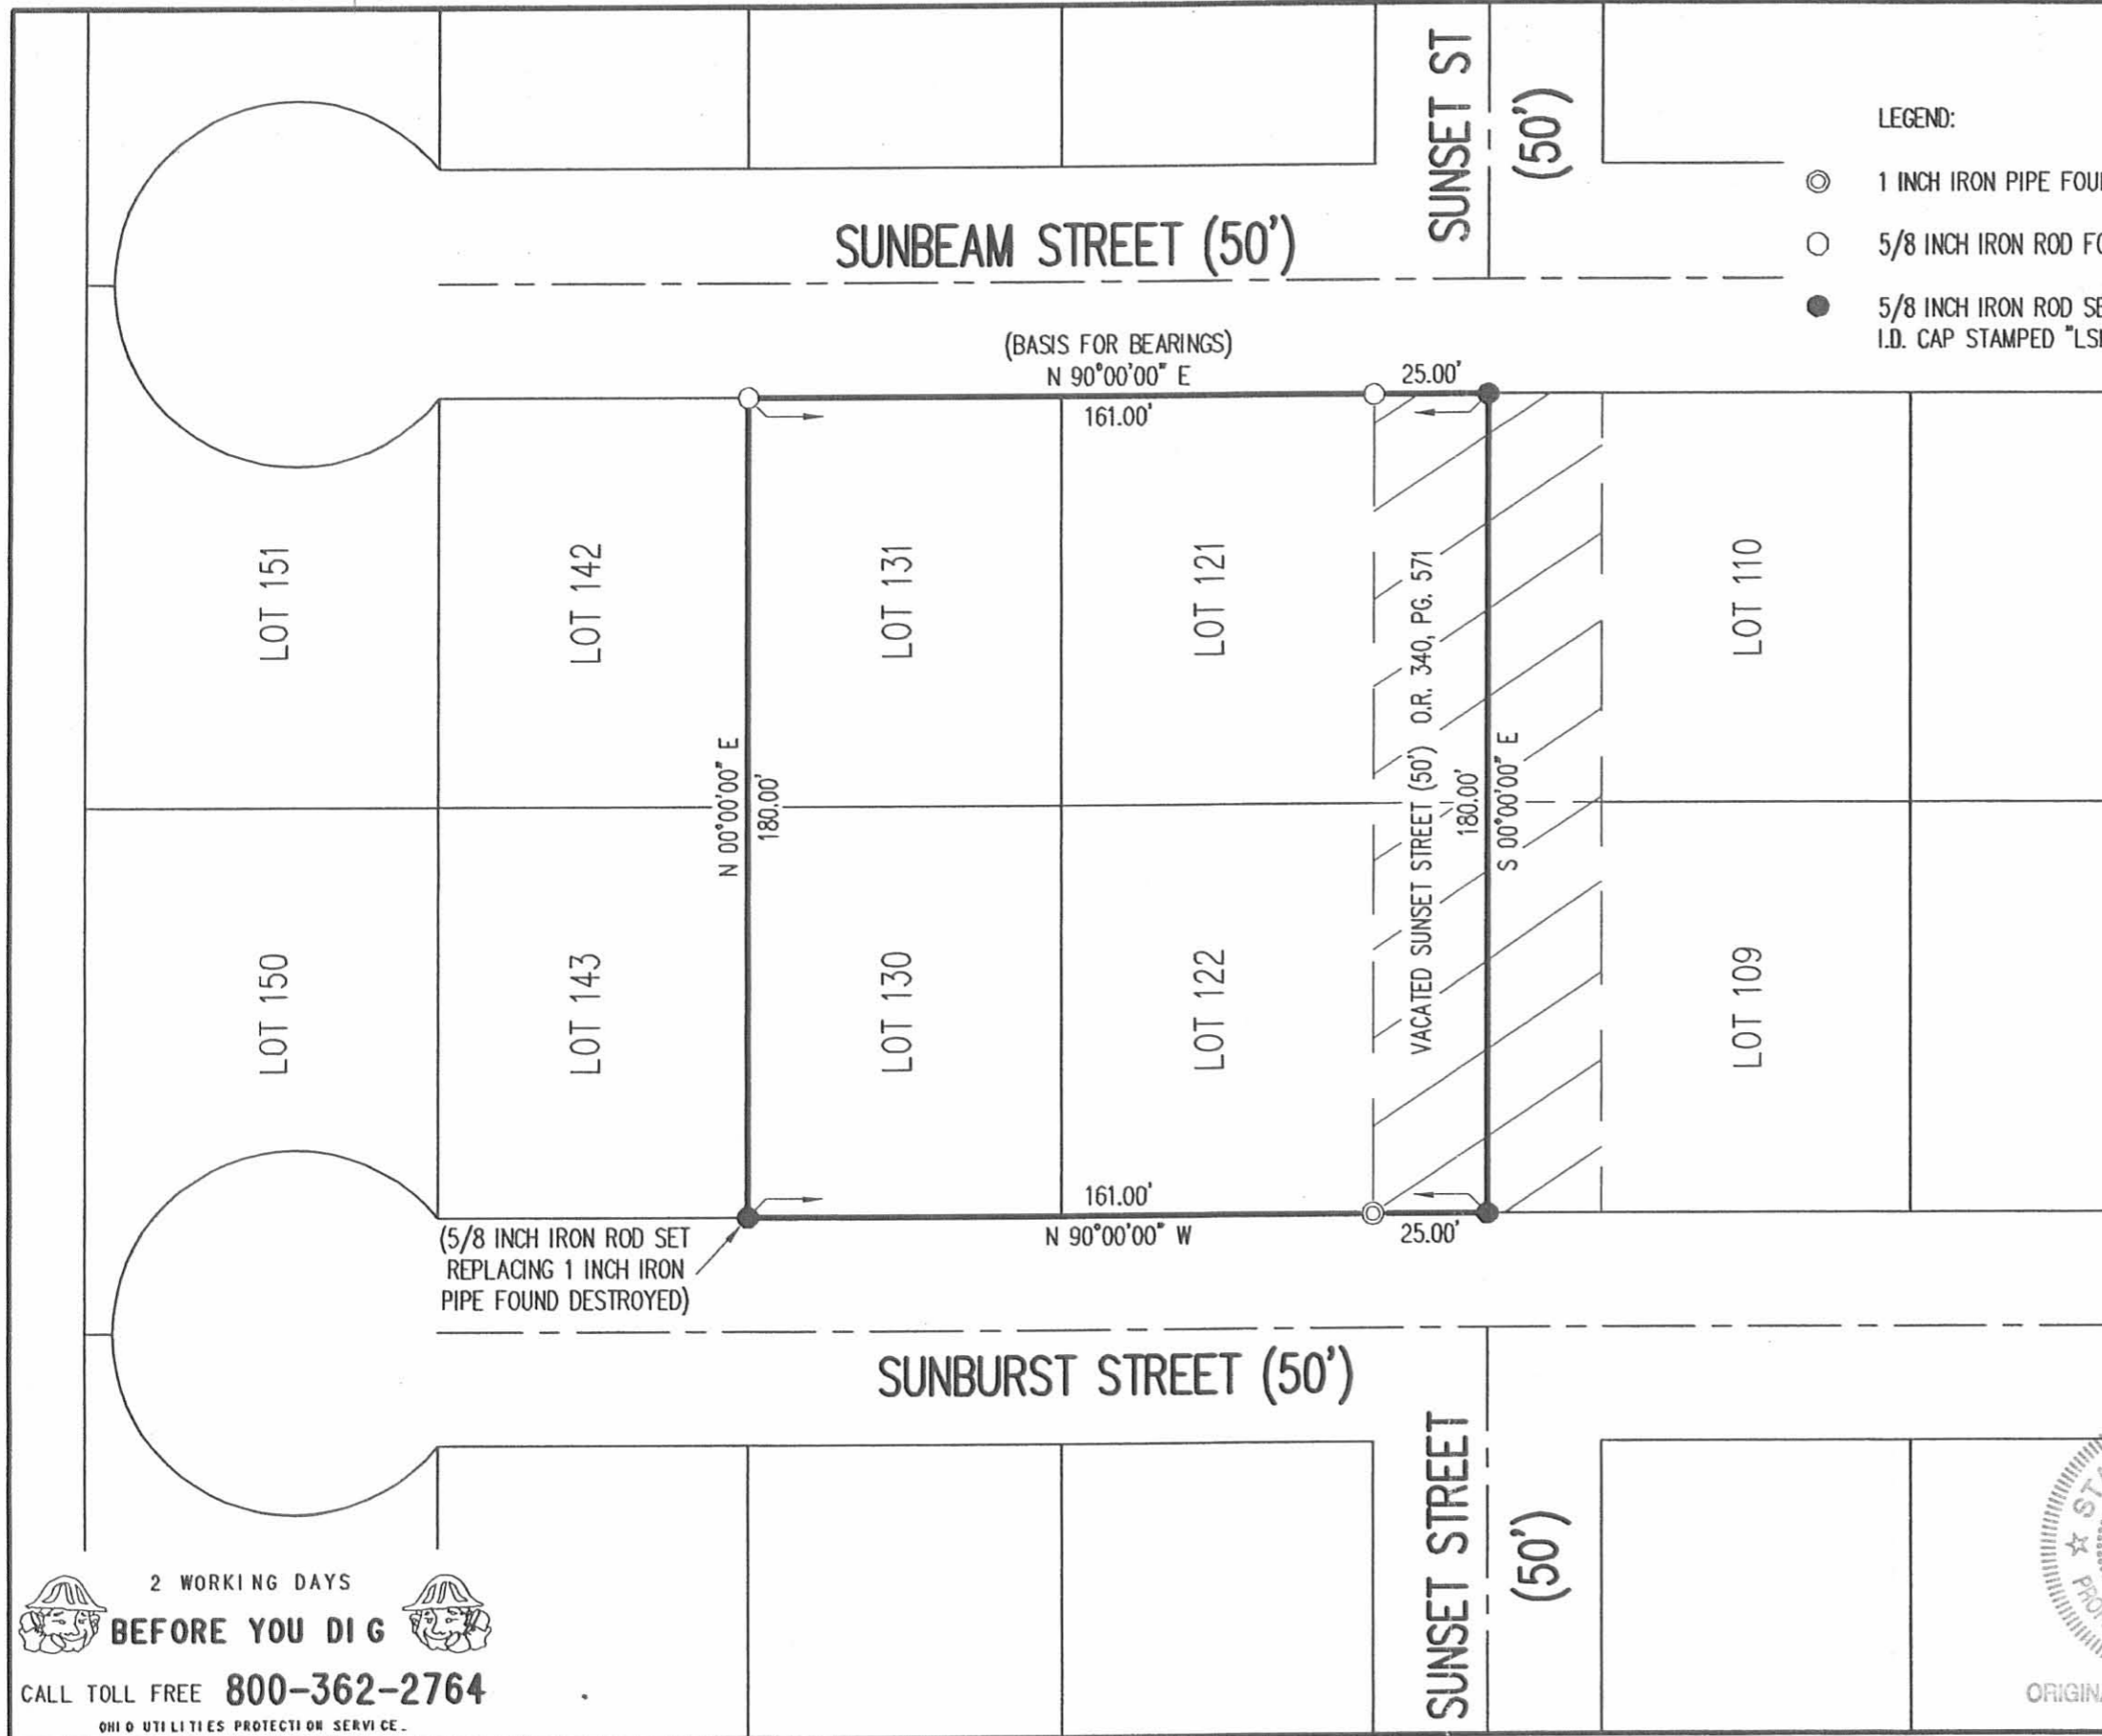 SUNSET ST
(50')
LEGEND:
1 INCH IRON PIPE FOU
5/8 INCH IRON ROD FO
5/8 INCH IRON ROD SE
I.D. CAP STAMPED "LS
SUNBEAM STREET (50')
(BASIS FOR BEARINGS)
N 90°00'00" E
25.00'
161.00'
LOT 151
LOT 142
LOT 131
LOT 121
VACATED SUNSET STREET (50') O.R. 340, PG. 571
LOT 110
N 00°00'00" E
180.00'
180.00'
S 00°00'00" E
LOT 150
LOT 143
LOT 130
LOT 122
LOT 109
161.00'
N 90°00'00" W
25.00'
(5/8 INCH IRON ROD SET
REPLACING 1 INCH IRON
PIPE FOUND DESTROYED)
SUNBURST STREET (50')
SUNSET STREET
(50')
2 WORKING DAYS
BEFORE YOU DIG
CALL TOLL FREE 800-362-2764
OHIO UTILITIES PROTECTION SERVICE.
STA
PRO
ORIGINA